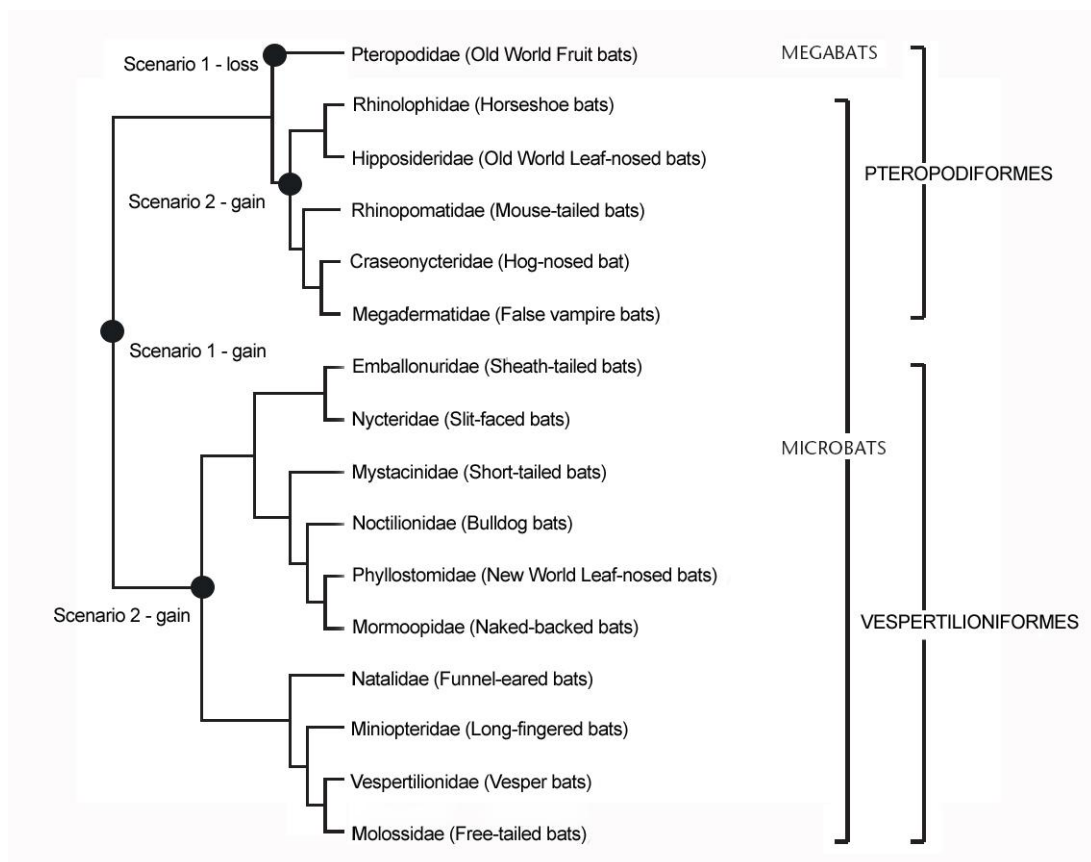 Scenario 1 - loss
Pteropodidae (Old World Fruit bats)
MEGABATS
Rhinolophidae (Horseshoe bats)
Hipposideridae (Old World Leaf-nosed bats)
PTEROPODIFORMES
Scenario 2 - gain
Rhinopomatidae (Mouse-tailed bats)
Craseonycteridae (Hog-nosed bat)
Megadermatidae (False vampire bats)
Scenario 1 - gain
Emballonuridae (Sheath-tailed bats)
Nycteridae (Slit-faced bats)
MICROBATS
Mystacinidae (Short-tailed bats)
Noctilionidae (Bulldog bats)
Phyllostomidae (New World Leaf-nosed bats)
Scenario 2 - gain
Mormoopidae (Naked-backed bats)
VESPERTILIONIFORMES
Natalidae (Funnel-eared bats)
Miniopteridae (Long-fingered bats)
Vespertilionidae (Vesper bats)
Molossidae (Free-tailed bats)